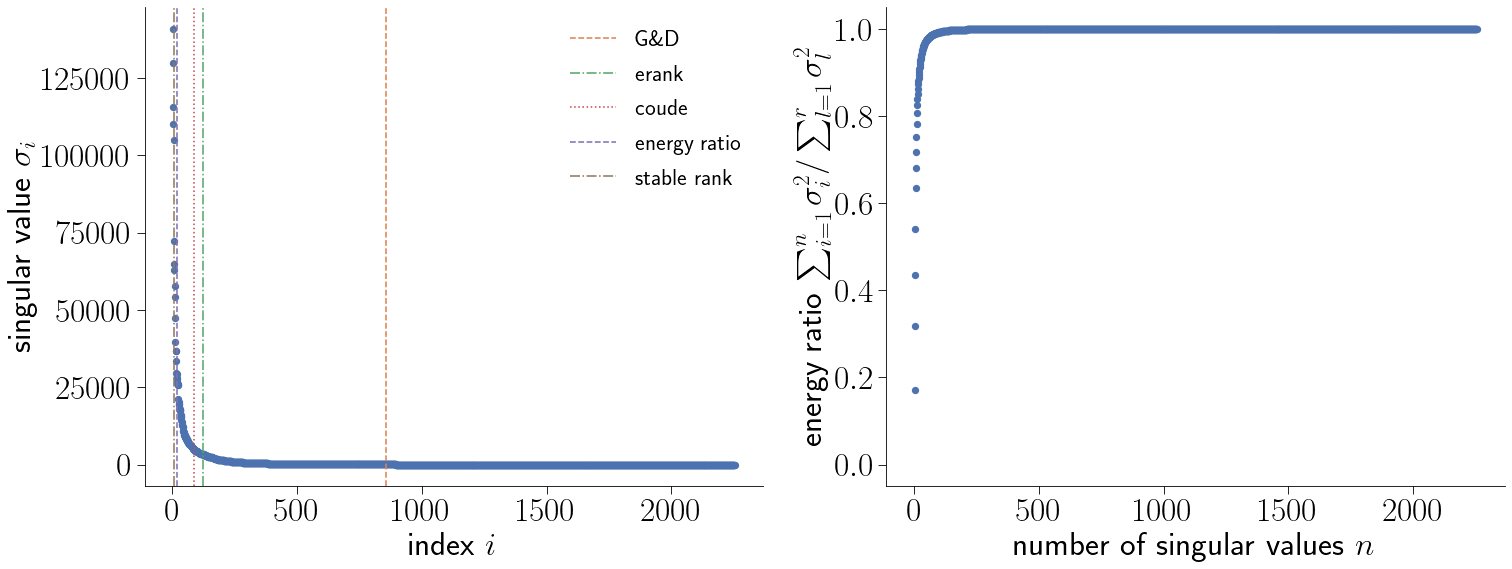 singular value σ_i
125000
100000
75000
50000
25000
0
0 500 1000 1500 2000
index i
G&D
erank
coude
energy ratio
stable rank
energy ratio ∑_{i=1}^{n} σ_i^2 / ∑_{l=1}^{r} σ_l^2
1.0
0.8
0.6
0.4
0.2
0.0
0 500 1000 1500 2000
number of singular values n